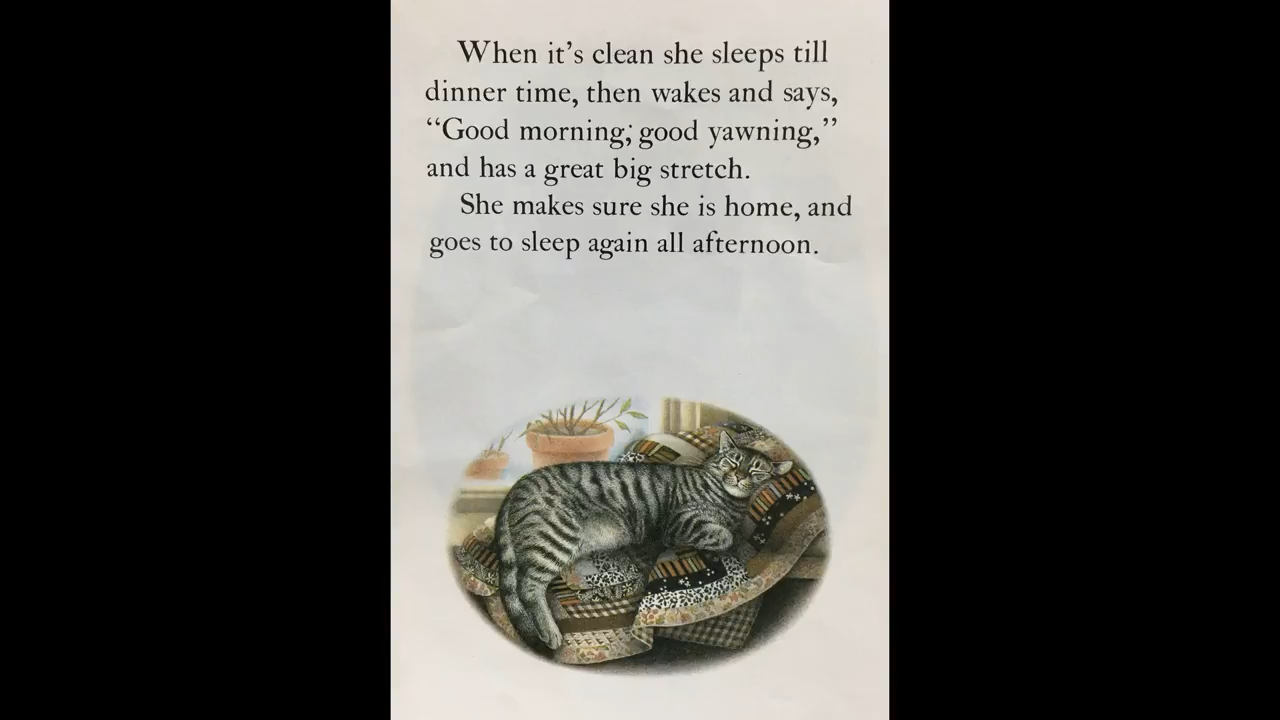 When it's clean she sleeps till
dinner time, then wakes and says,
“Good morning; good yawning,”
and has a great big stretch.
She makes sure she is home, and
goes to sleep again all afternoon.